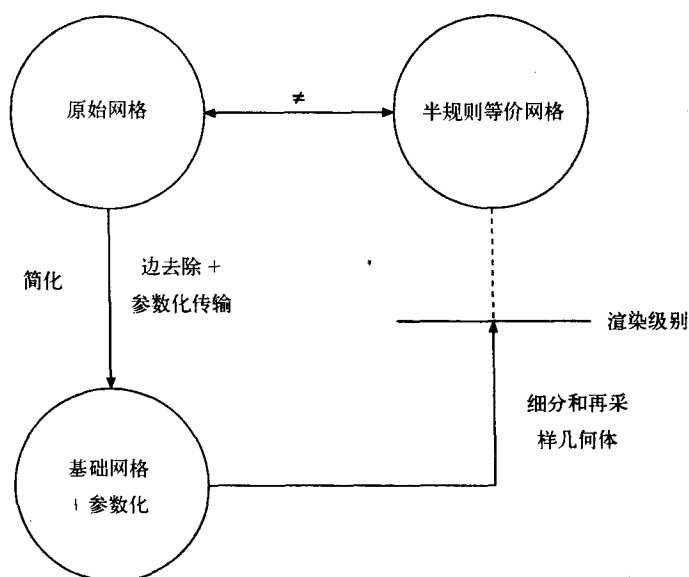 原始网格
≠
半规则等价网格
简化
边去除 +
参数化传输
渲染级别
细分和再采
样几何体
基础网格
+ 参数化